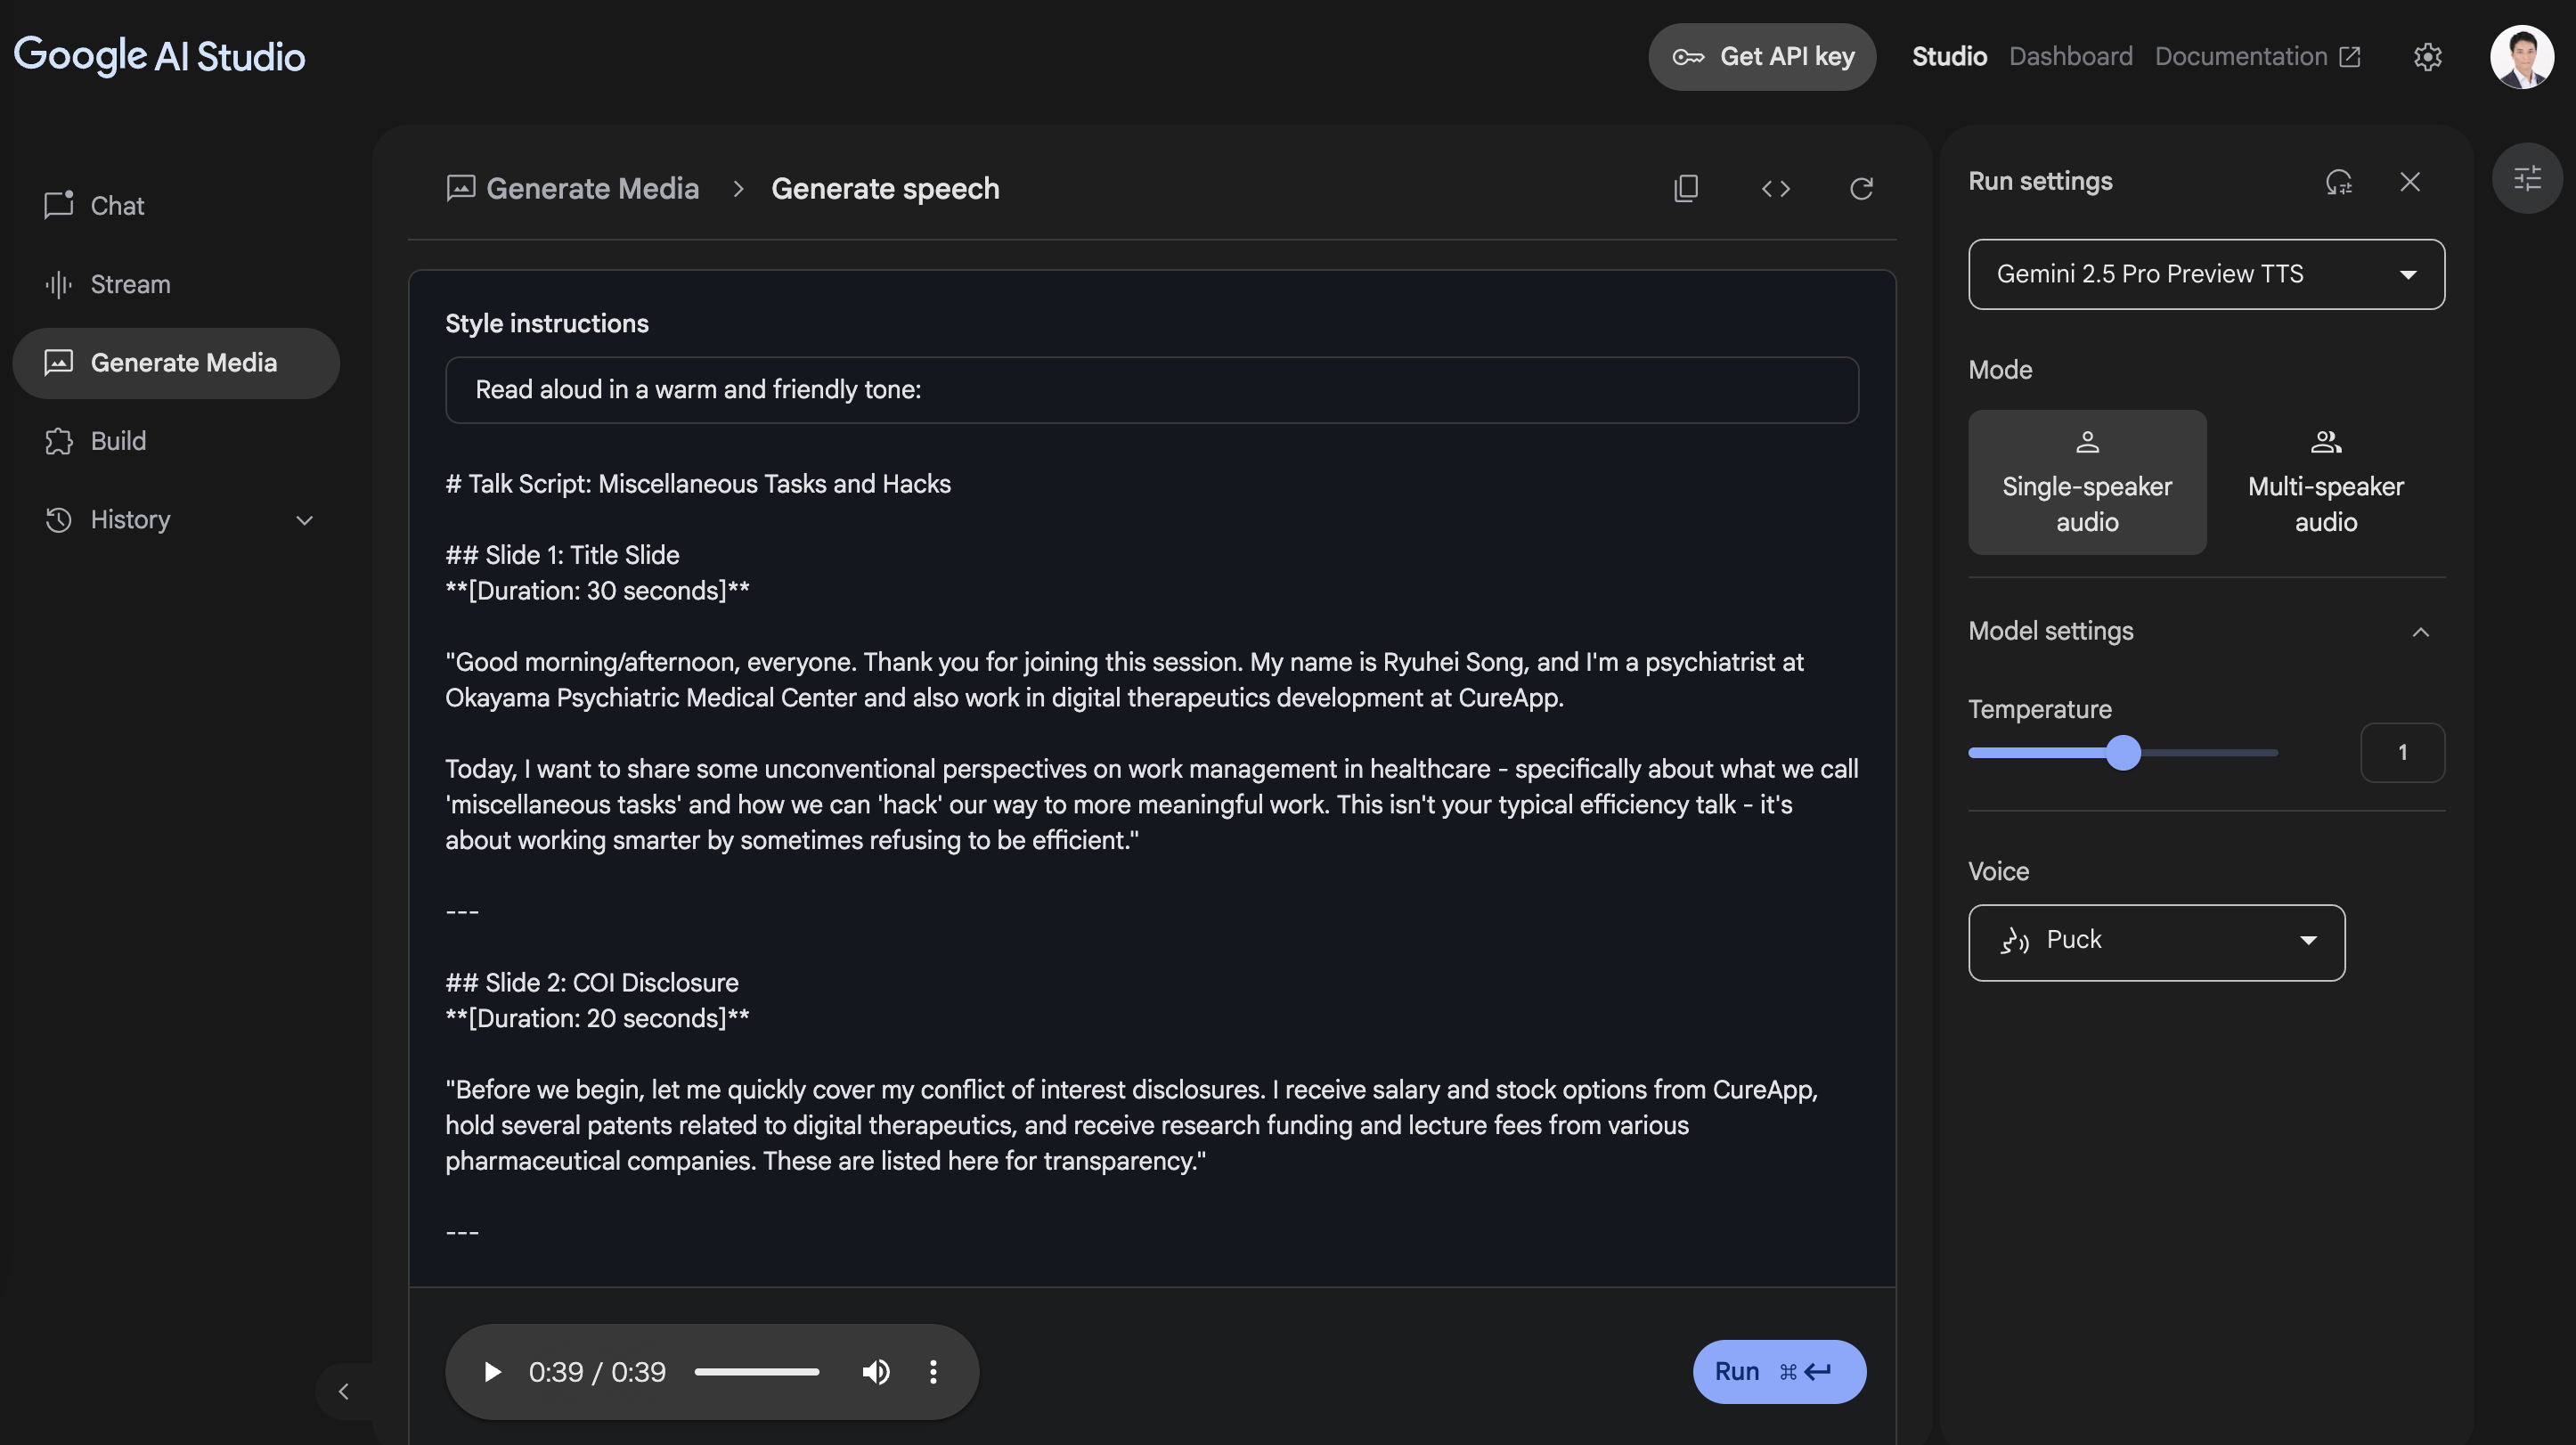 Google AI Studio
Get API key
Studio
Dashboard
Documentation
Chat
Stream
Generate Media
Build
History
Generate Media > Generate speech
Style instructions
Read aloud in a warm and friendly tone:
# Talk Script: Miscellaneous Tasks and Hacks
## Slide 1: Title Slide
**[Duration: 30 seconds]**
"Good morning/afternoon, everyone. Thank you for joining this session. My name is Ryuhei Song, and I'm a psychiatrist at
Okayama Psychiatric Medical Center and also work in digital therapeutics development at CureApp.
Today, I want to share some unconventional perspectives on work management in healthcare - specifically about what we call
'miscellaneous tasks' and how we can 'hack' our way to more meaningful work. This isn't your typical efficiency talk - it's
about working smarter by sometimes refusing to be efficient."
---
## Slide 2: COI Disclosure
**[Duration: 20 seconds]**
"Before we begin, let me quickly cover my conflict of interest disclosures. I receive salary and stock options from CureApp,
hold several patents related to digital therapeutics, and receive research funding and lecture fees from various
pharmaceutical companies. These are listed here for transparency."
---
0:39 / 0:39
Run ⌘↵
Run settings
Gemini 2.5 Pro Preview TTS
Mode
Single-speaker
audio
Multi-speaker
audio
Model settings
Temperature
1
Voice
Puck